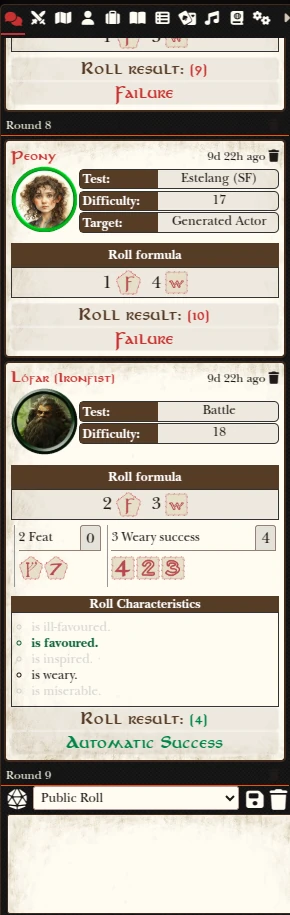 Roll result: (9)
Failure
Round 8
Peony
9d 22h ago
Test: Estelang (SF)
Difficulty: 17
Target: Generated Actor
Roll formula
1 F 4 W
Roll result: (10)
Failure
Lófar (Ironfist)
9d 22h ago
Test: Battle
Difficulty: 18
Roll formula
2 F 3 W
2 Feat 0 3 Weary success 4
7 4 2 3
Roll Characteristics
is ill-favoured.
is favoured.
is inspired.
is weary.
is miserable.
Roll result: (4)
Automatic Success
Round 9
Public Roll